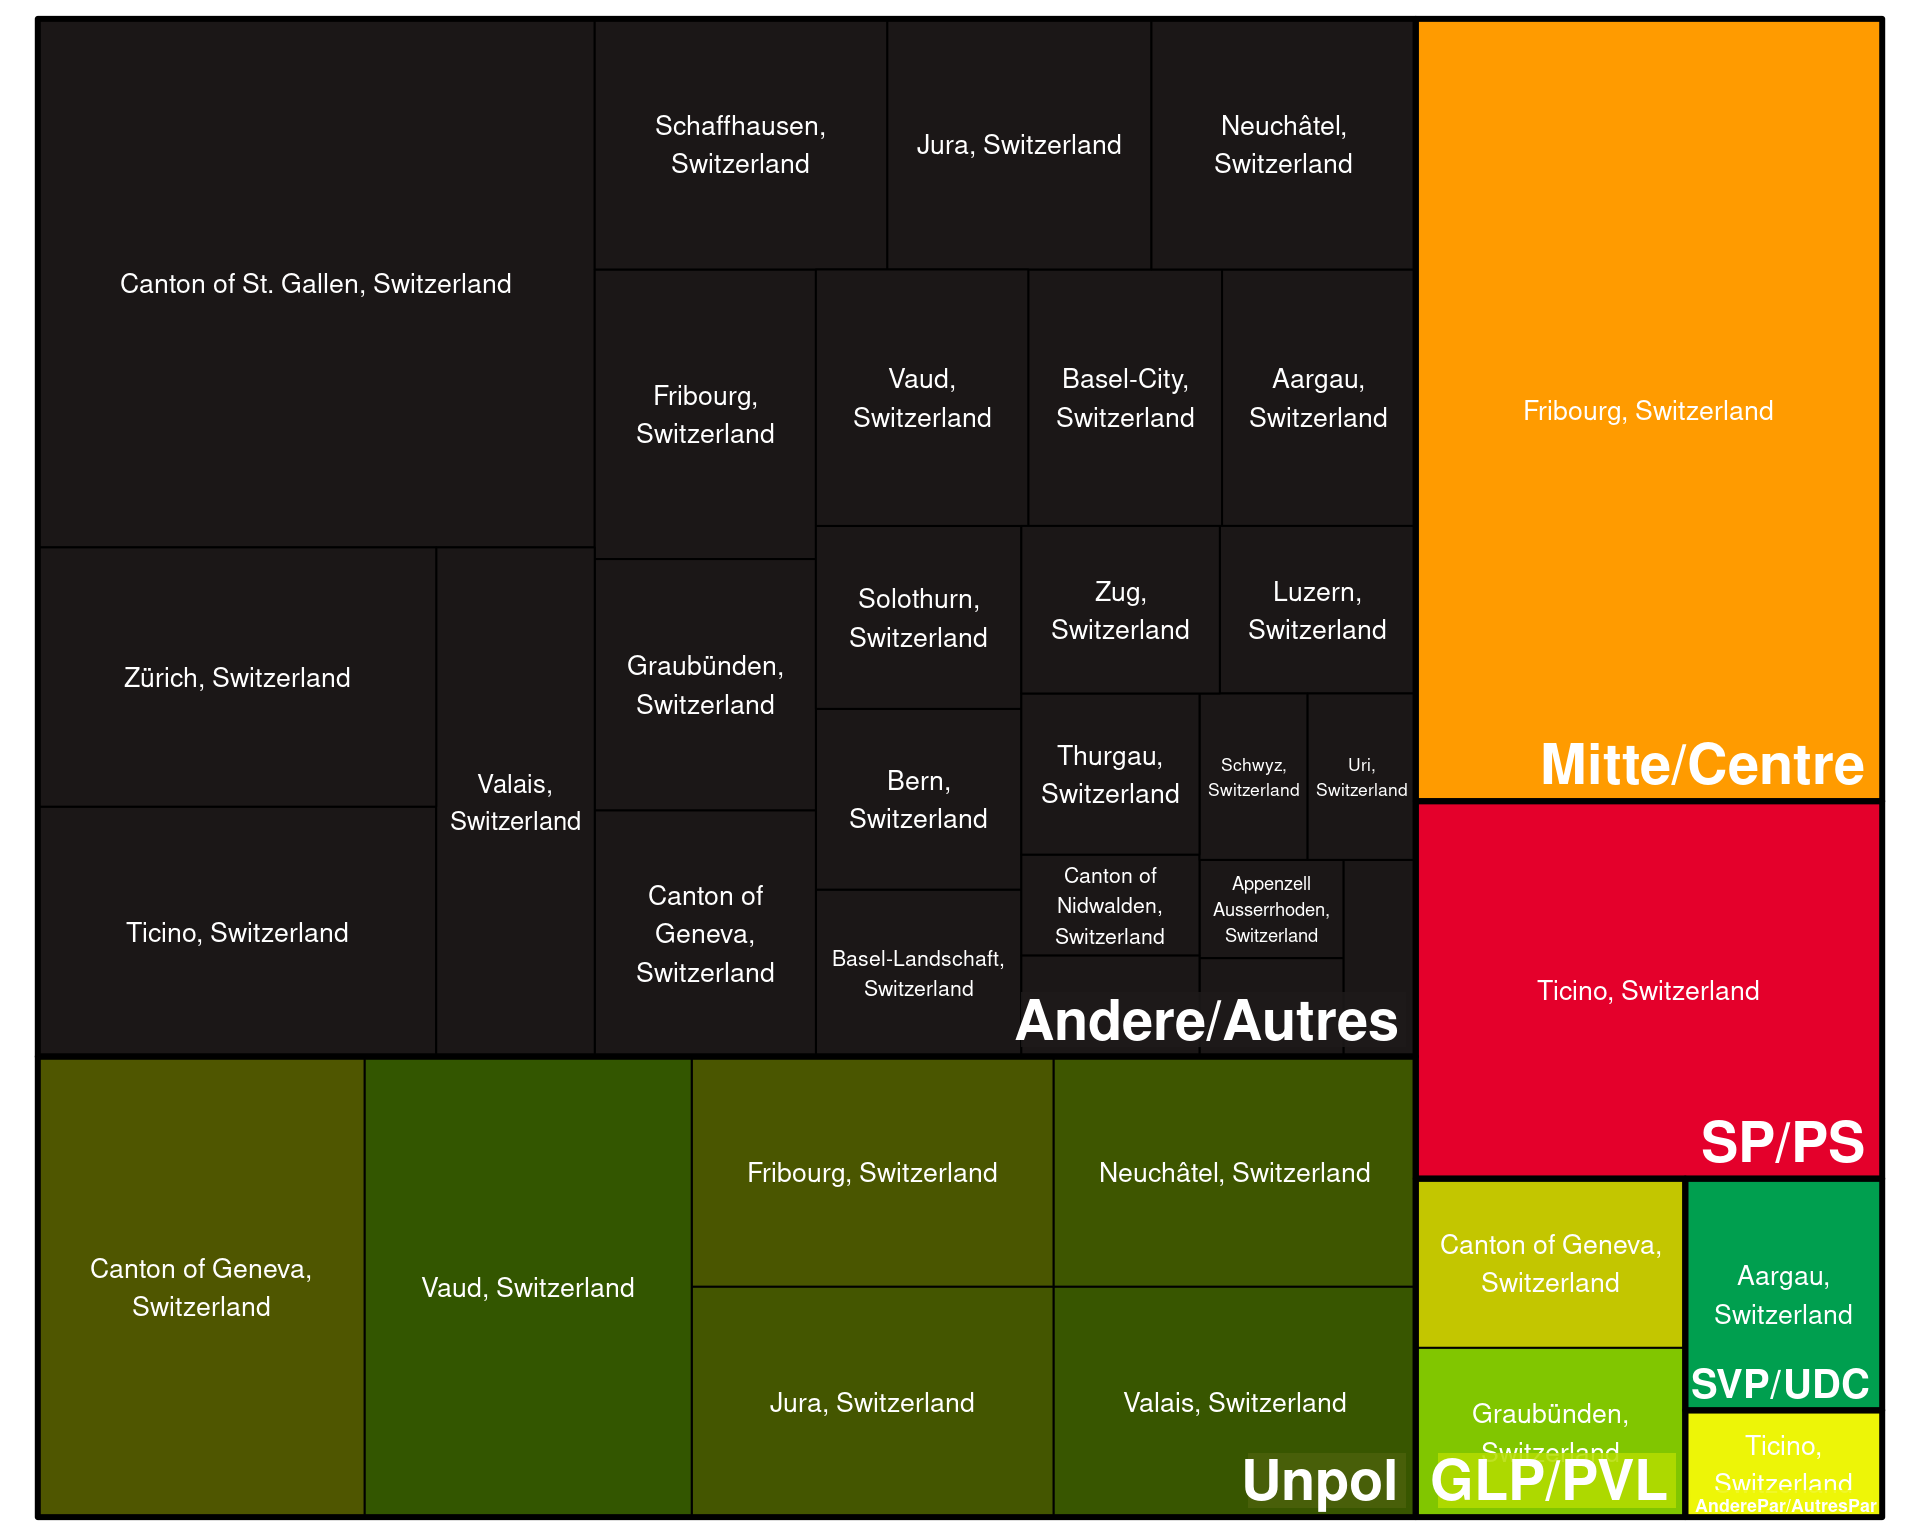 Canton of St. Gallen, Switzerland
Schaffhausen,
Switzerland
Jura, Switzerland
Neuchâtel,
Switzerland
Fribourg,
Switzerland
Vaud,
Switzerland
Basel-City,
Switzerland
Aargau,
Switzerland
Zürich, Switzerland
Valais,
Switzerland
Ticino, Switzerland
Graubünden,
Switzerland
Canton of
Geneva,
Switzerland
Solothurn,
Switzerland
Bern,
Switzerland
Basel-Landschaft,
Switzerland
Zug,
Switzerland
Luzern,
Switzerland
Thurgau,
Switzerland
Schwyz,
Switzerland
Uri,
Switzerland
Canton of
Nidwalden,
Switzerland
Appenzell
Ausserrhoden,
Switzerland
Andere/Autres
Canton of Geneva,
Switzerland
Vaud, Switzerland
Fribourg, Switzerland
Neuchâtel, Switzerland
Jura, Switzerland
Valais, Switzerland
Unpol
Fribourg, Switzerland
Mitte/Centre
Ticino, Switzerland
SP/PS
Canton of Geneva,
Switzerland
Graubünden,
Switzerland
GLP/PVL
Aargau,
Switzerland
SVP/UDC
Ticino,
Switzerland
AnderePar/AutresPar